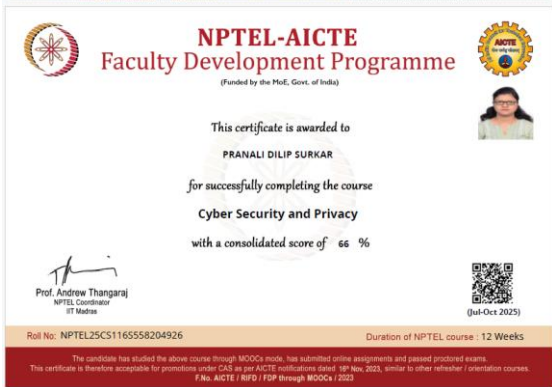 NPTEL-AICTE
Faculty Development Programme
(Funded by the MoE, Govt. of India)
AICTE
This certificate is awarded to
PRANALI DILIP SURKAR
for successfully completing the course
Cyber Security and Privacy
with a consolidated score of 66 %
Prof. Andrew Thangaraj
NPTEL Coordinator
IIT Madras
(Jul-Oct 2025)
Roll No: NPTEL25CS116S558204926
Duration of NPTEL course : 12 Weeks
The candidate has studied the above course through MOOCs mode, has submitted online assignments and passed proctored exams.
This certificate is therefore acceptable for promotions under CAS as per AICTE notifications dated 16th Nov, 2023, similar to other refresher / orientation courses.
F.No. AICTE / RIFD / FDP through MOOCs / 2023